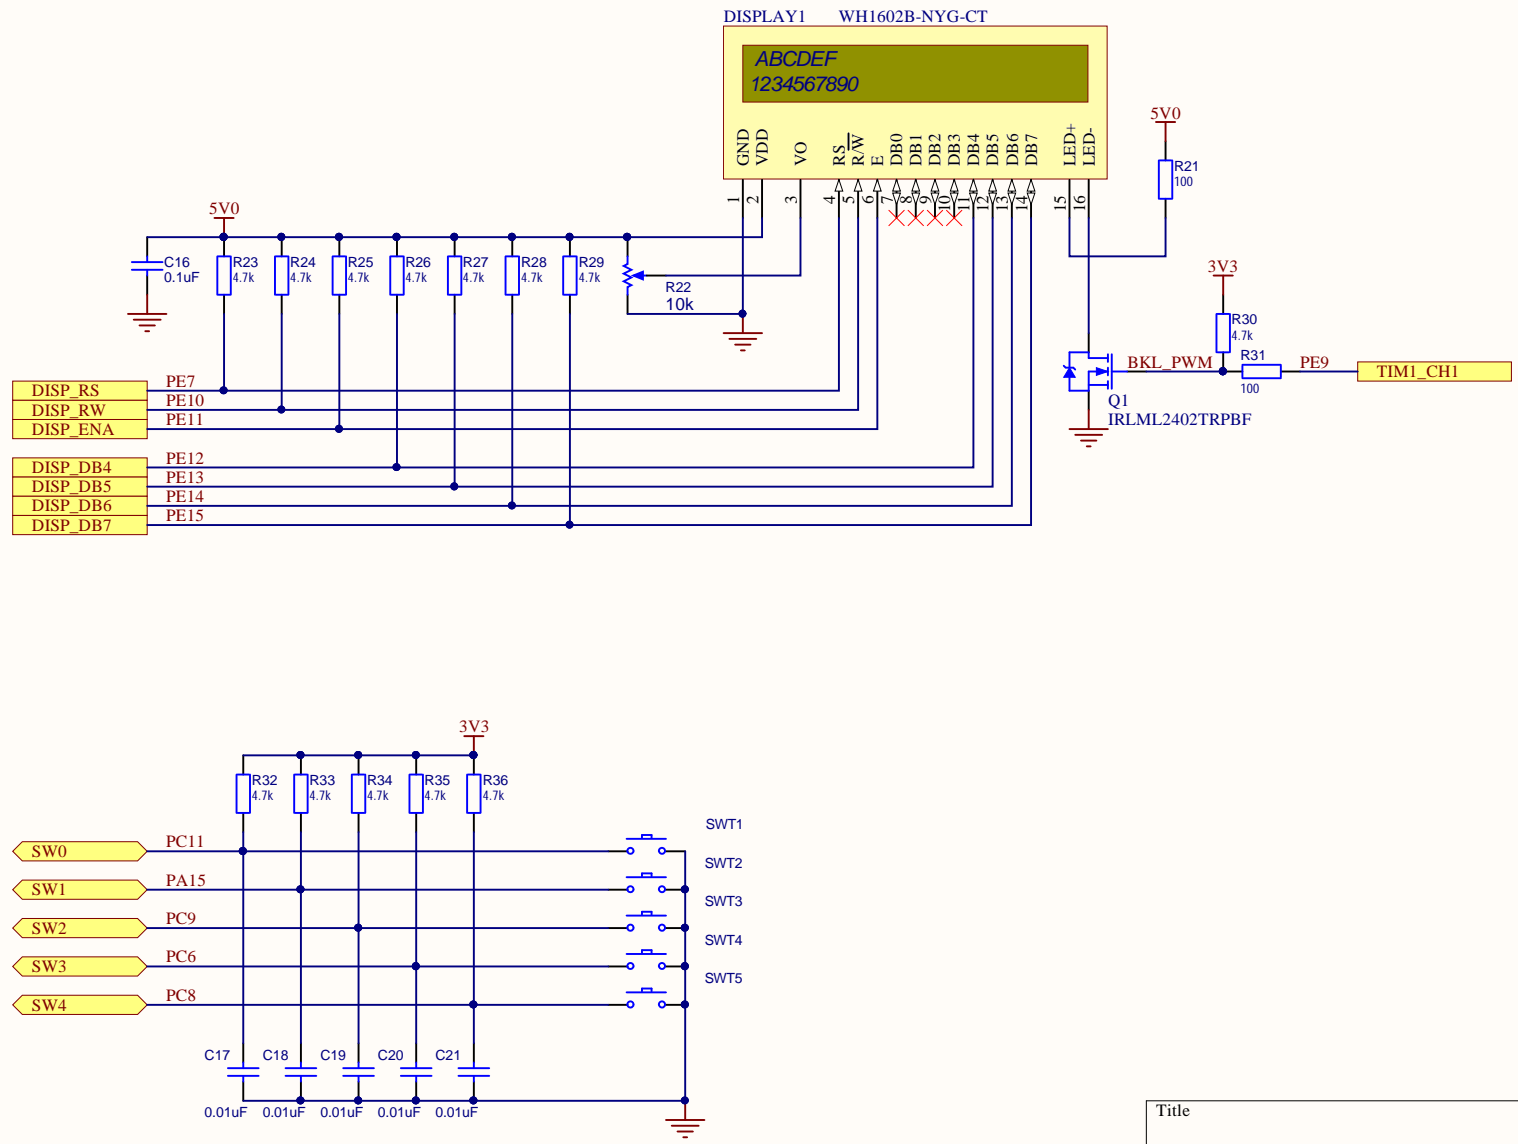 DISPLAY1 WH1602B-NYG-CT
ABCDEF
1234567890
GND VDD VO RS R/W E DB0 DB1 DB2 DB3 DB4 DB5 DB6 DB7 LED+ LED-
1 2 3 4 5 6 7 8 9 10 11 12 13 14 15 16
5V0
R21
100
5V0
C16
0.1uF
R23
4.7k
R24
4.7k
R25
4.7k
R26
4.7k
R27
4.7k
R28
4.7k
R29
4.7k
R22
10k
3V3
R30
4.7k
BKL_PWM
R31
100
PE9
TIM1_CH1
Q1
IRLML2402TRPBF
DISP_RS PE7
DISP_RW PE10
DISP_ENA PE11
DISP_DB4 PE12
DISP_DB5 PE13
DISP_DB6 PE14
DISP_DB7 PE15
3V3
R32
4.7k
R33
4.7k
R34
4.7k
R35
4.7k
R36
4.7k
SWT1
SW0 PC11
SWT2
SW1 PA15
SWT3
SW2 PC9
SWT4
SW3 PC6
SWT5
SW4 PC8
C17 C18 C19 C20 C21
0.01uF 0.01uF 0.01uF 0.01uF 0.01uF
Title